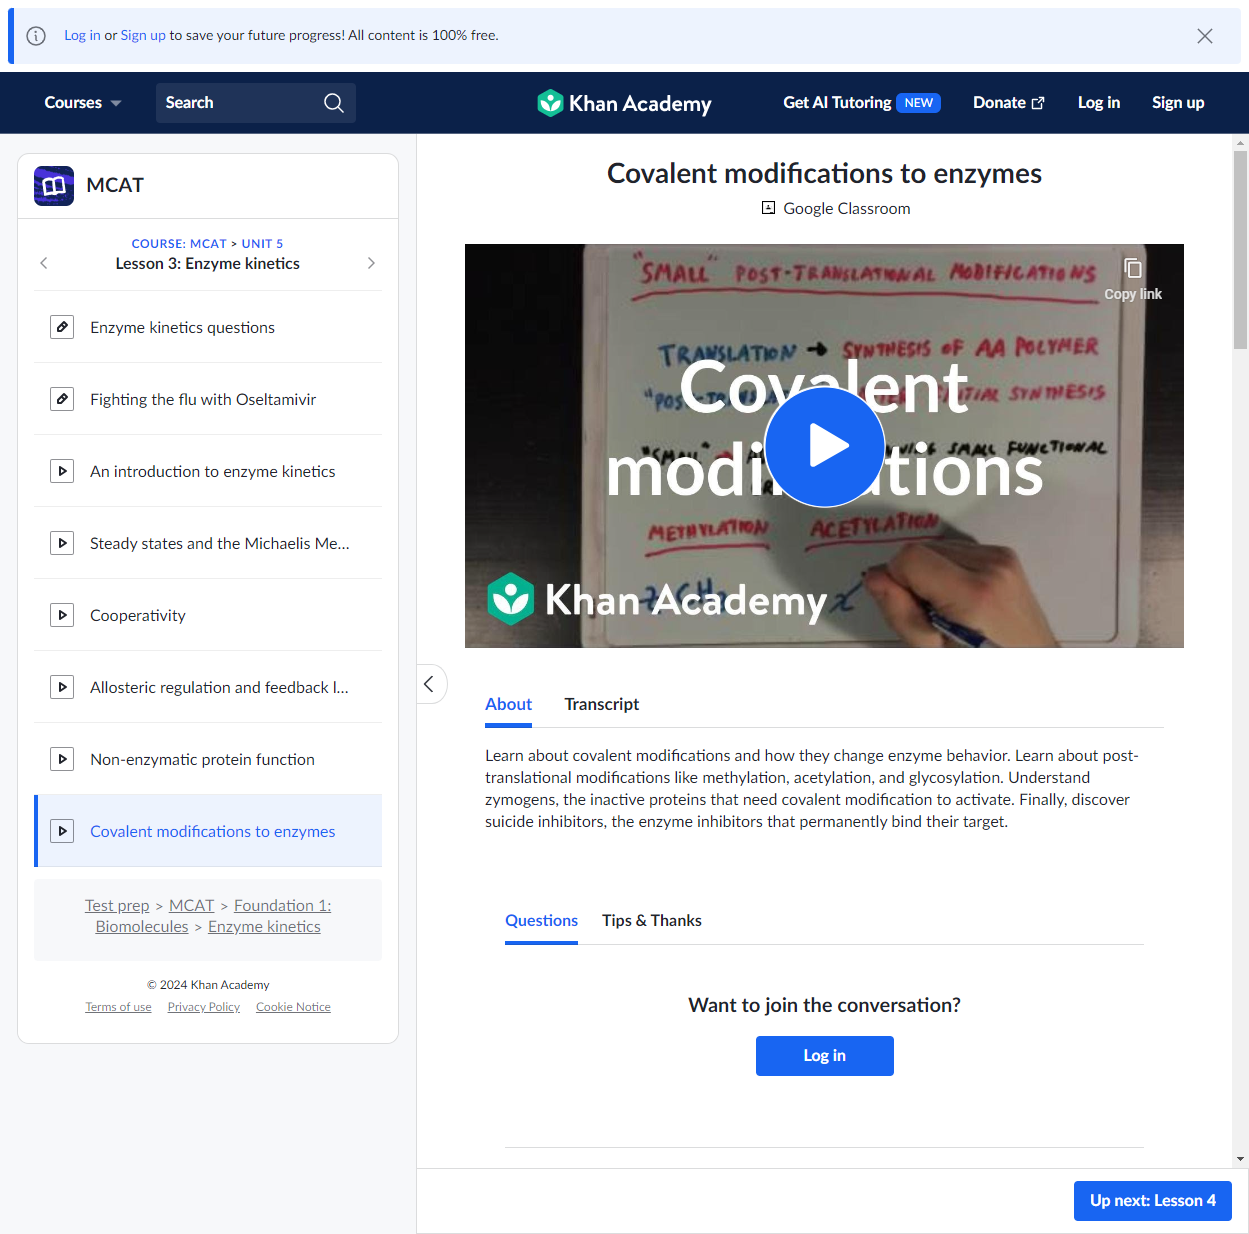 Log in or Sign up to save your future progress! All content is 100% free.
Courses
Search
Khan Academy
Get AI Tutoring NEW
Donate
Log in
Sign up
MCAT
COURSE: MCAT > UNIT 5
Lesson 3: Enzyme kinetics
Enzyme kinetics questions
Fighting the flu with Oseltamivir
An introduction to enzyme kinetics
Steady states and the Michaelis Me...
Cooperativity
Allosteric regulation and feedback l...
Non-enzymatic protein function
Covalent modifications to enzymes
Test prep > MCAT > Foundation 1:
Biomolecules > Enzyme kinetics
© 2024 Khan Academy
Terms of use Privacy Policy Cookie Notice
Covalent modifications to enzymes
Google Classroom
"SMALL" POST-TRANSLATIONAL MODIFICATIONS
Copy link
TRANSLATION → SYNTHESIS OF AA POLYMER
Covalent
SYNTHESIS
SMALL FUNCTIONAL
METHYLATION ACETYLATION
Khan Academy
About Transcript
Learn about covalent modifications and how they change enzyme behavior. Learn about post-
translational modifications like methylation, acetylation, and glycosylation. Understand
zymogens, the inactive proteins that need covalent modification to activate. Finally, discover
suicide inhibitors, the enzyme inhibitors that permanently bind their target.
Questions Tips & Thanks
Want to join the conversation?
Log in
Up next: Lesson 4